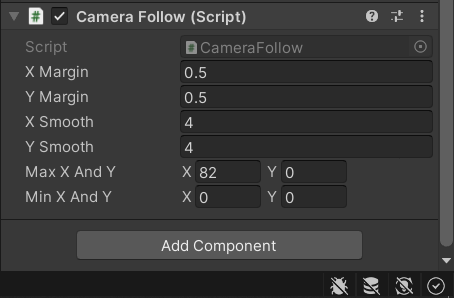 Camera Follow (Script)
Script CameraFollow
X Margin 0.5
Y Margin 0.5
X Smooth 4
Y Smooth 4
Max X And Y X 82 Y 0
Min X And Y X 0 Y 0
Add Component